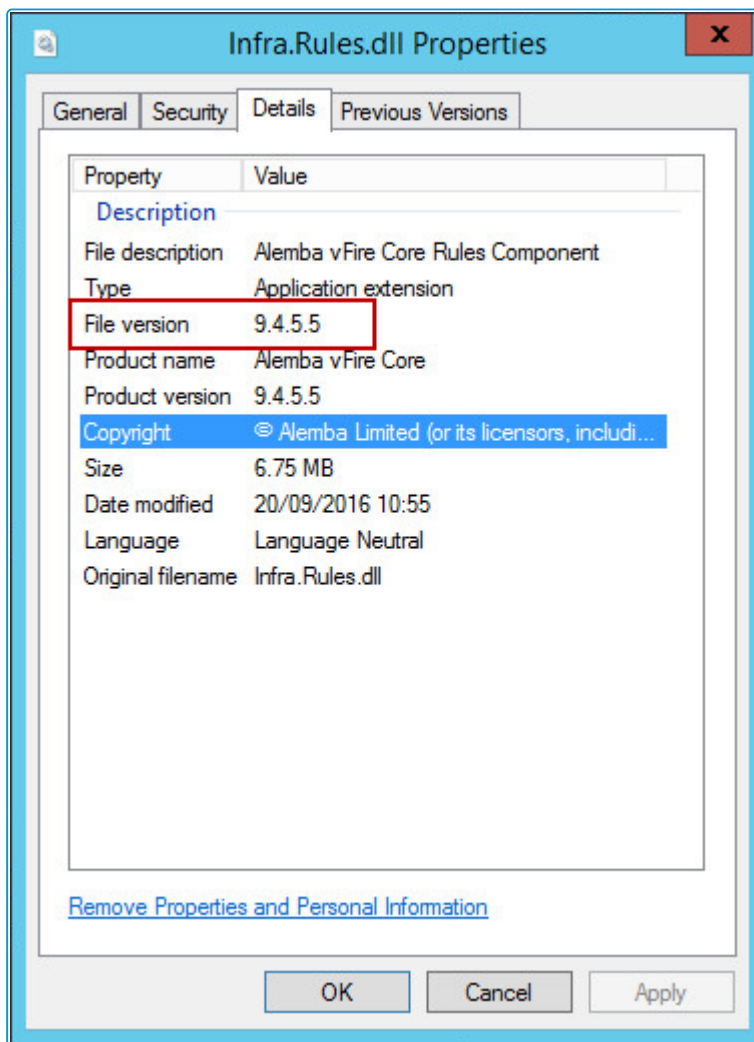 Infra.Rules.dll Properties
x
General Security Details Previous Versions
Property Value
Description
File description Alemba vFire Core Rules Component
Type Application extension
File version 9.4.5.5
Product name Alemba vFire Core
Product version 9.4.5.5
Copyright © Alemba Limited (or its licensors, includi...
Size 6.75 MB
Date modified 20/09/2016 10:55
Language Language Neutral
Original filename Infra.Rules.dll
Remove Properties and Personal Information
OK Cancel Apply